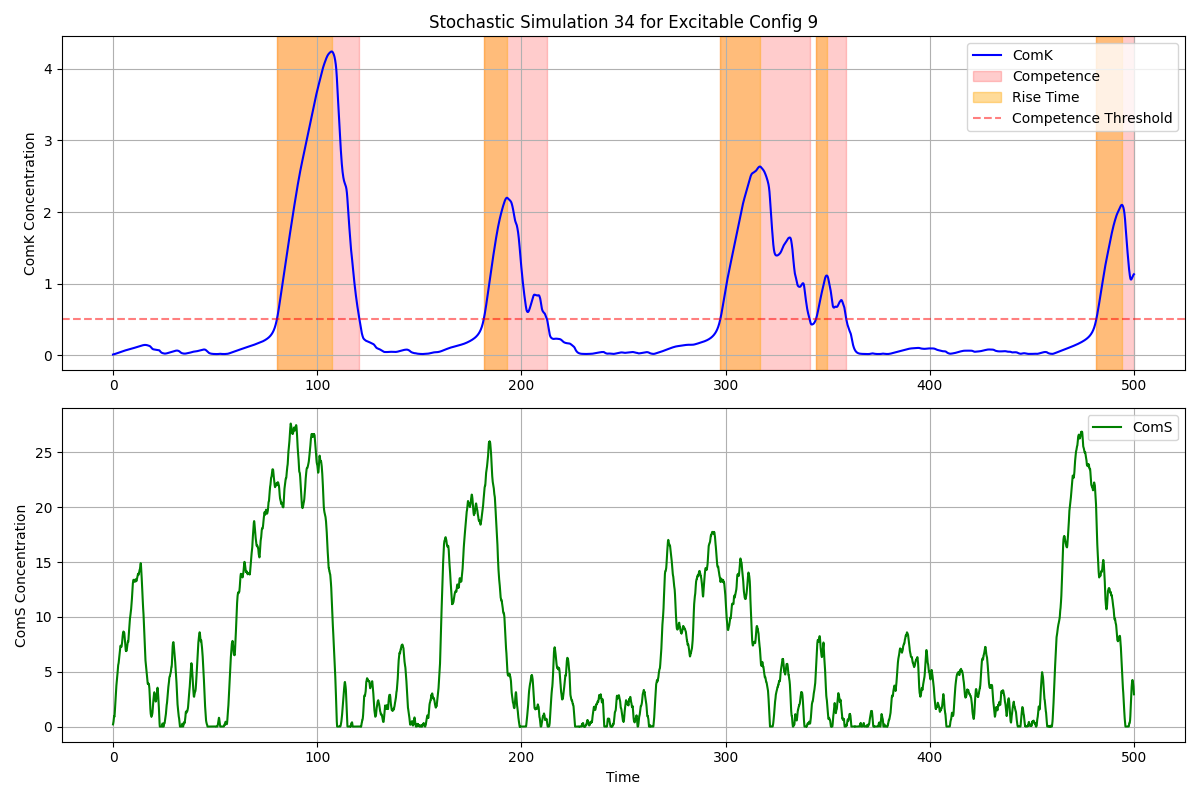 Stochastic Simulation 34 for Excitable Config 9
ComK Concentration
4
3
2
1
0
ComK
Competence
Rise Time
Competence Threshold
0 100 200 300 400 500
ComS Concentration
25
20
15
10
5
0
ComS
0 100 200 300 400 500
Time